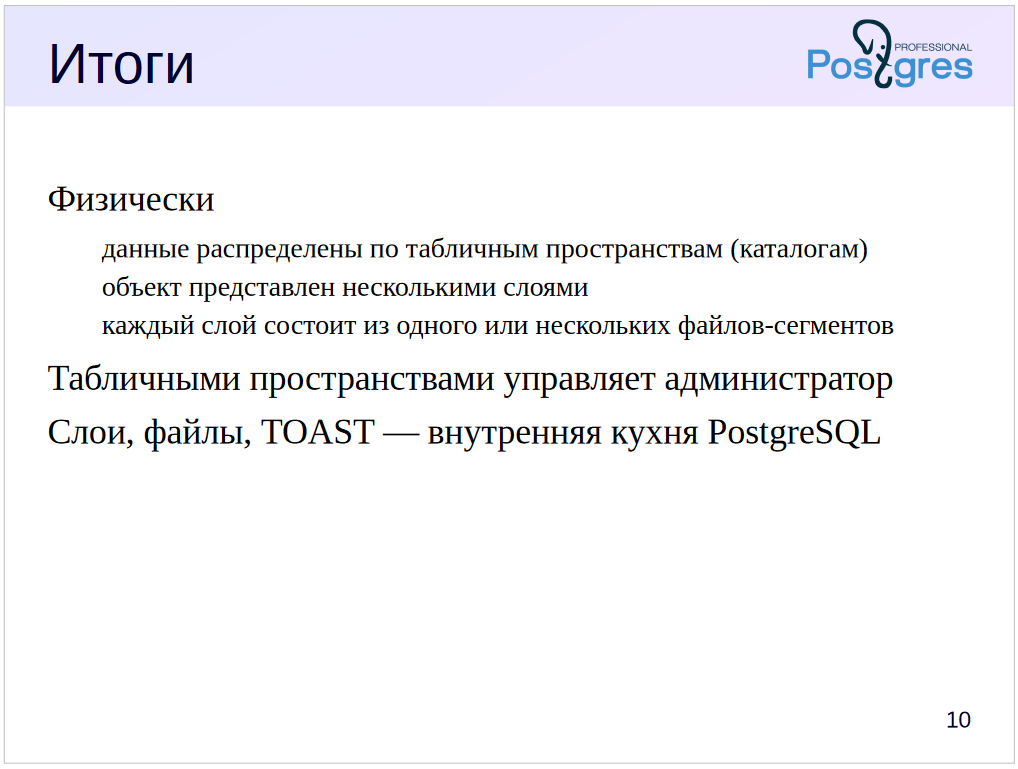 Итоги
PROFESSIONAL
Postgres
Физически
данные распределены по табличным пространствам (каталогам)
объект представлен несколькими слоями
каждый слой состоит из одного или нескольких файлов-сегментов
Табличными пространствами управляет администратор
Слои, файлы, TOAST — внутренняя кухня PostgreSQL
10